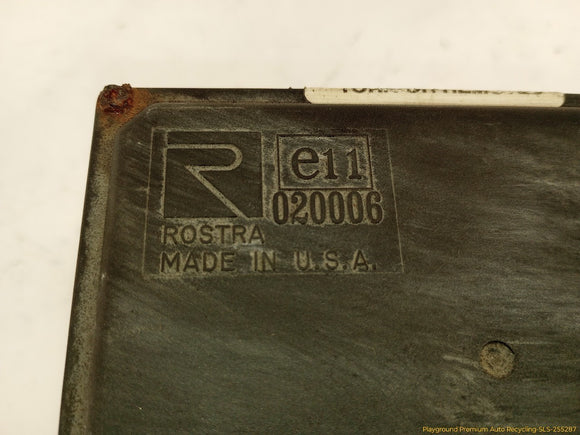 R e11
020006
ROSTRA
MADE IN U.S.A.
Playground Premium Auto Recycling-SLS-255287